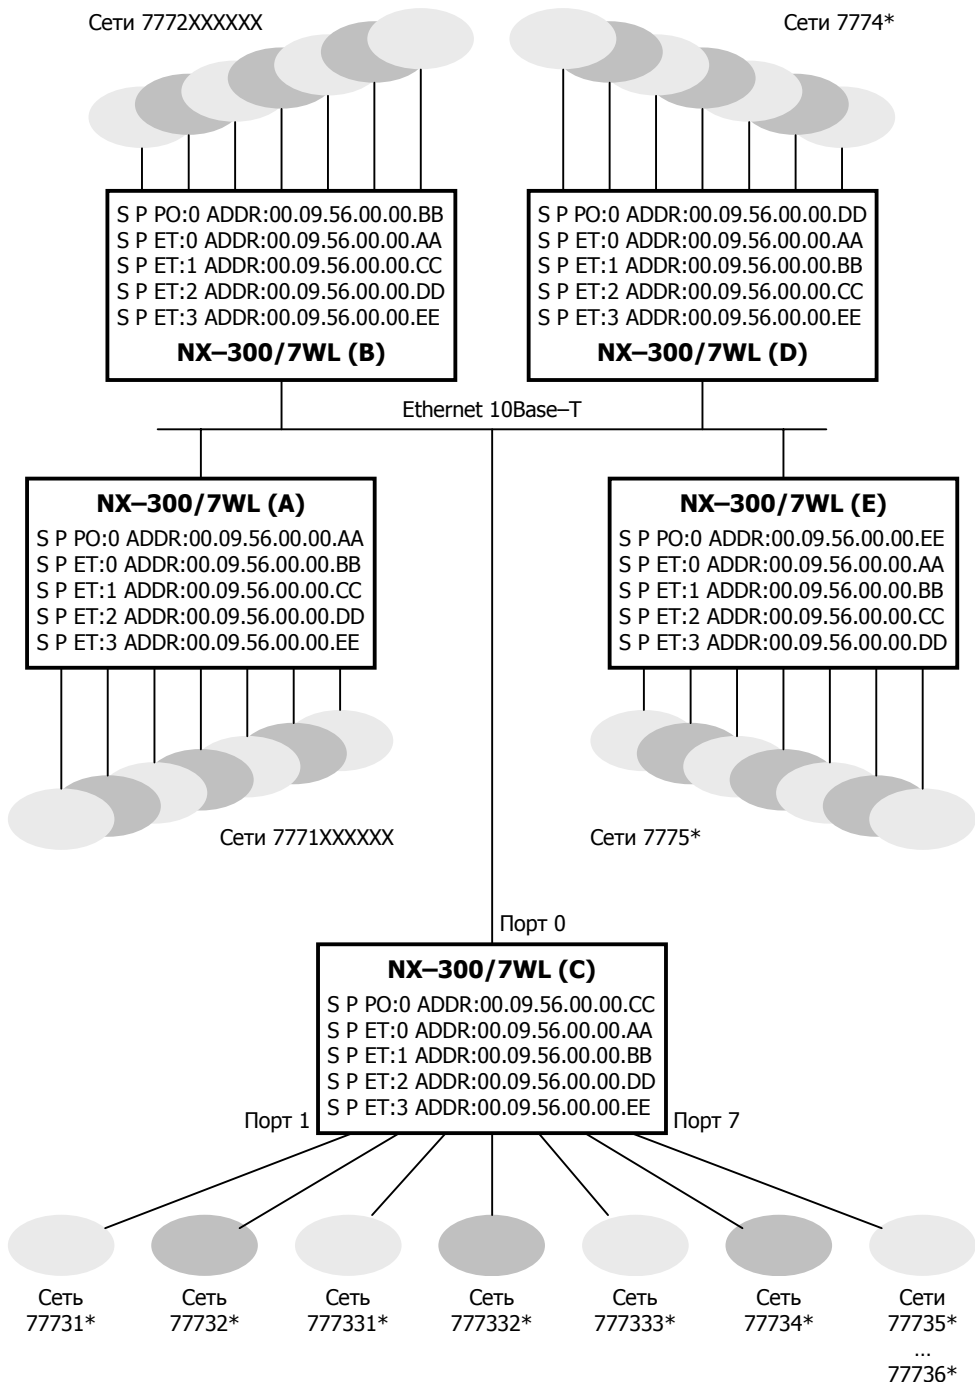 Сети 7772XXXXXX
Сети 7774*
S P PO:0 ADDR:00.09.56.00.00.BB
S P ET:0 ADDR:00.09.56.00.00.AA
S P ET:1 ADDR:00.09.56.00.00.CC
S P ET:2 ADDR:00.09.56.00.00.DD
S P ET:3 ADDR:00.09.56.00.00.EE
NX–300/7WL (B)
S P PO:0 ADDR:00.09.56.00.00.DD
S P ET:0 ADDR:00.09.56.00.00.AA
S P ET:1 ADDR:00.09.56.00.00.BB
S P ET:2 ADDR:00.09.56.00.00.CC
S P ET:3 ADDR:00.09.56.00.00.EE
NX–300/7WL (D)
Ethernet 10Base–T
NX–300/7WL (A)
S P PO:0 ADDR:00.09.56.00.00.AA
S P ET:0 ADDR:00.09.56.00.00.BB
S P ET:1 ADDR:00.09.56.00.00.CC
S P ET:2 ADDR:00.09.56.00.00.DD
S P ET:3 ADDR:00.09.56.00.00.EE
NX–300/7WL (E)
S P PO:0 ADDR:00.09.56.00.00.EE
S P ET:0 ADDR:00.09.56.00.00.AA
S P ET:1 ADDR:00.09.56.00.00.BB
S P ET:2 ADDR:00.09.56.00.00.CC
S P ET:3 ADDR:00.09.56.00.00.DD
Сети 7771XXXXXX
Сети 7775*
Порт 0
NX–300/7WL (C)
S P PO:0 ADDR:00.09.56.00.00.CC
S P ET:0 ADDR:00.09.56.00.00.AA
S P ET:1 ADDR:00.09.56.00.00.BB
S P ET:2 ADDR:00.09.56.00.00.DD
S P ET:3 ADDR:00.09.56.00.00.EE
Порт 1
Порт 7
Сеть
77731*
Сеть
77732*
Сеть
777331*
Сеть
777332*
Сеть
777333*
Сеть
77734*
Сети
77735*
…
77736*